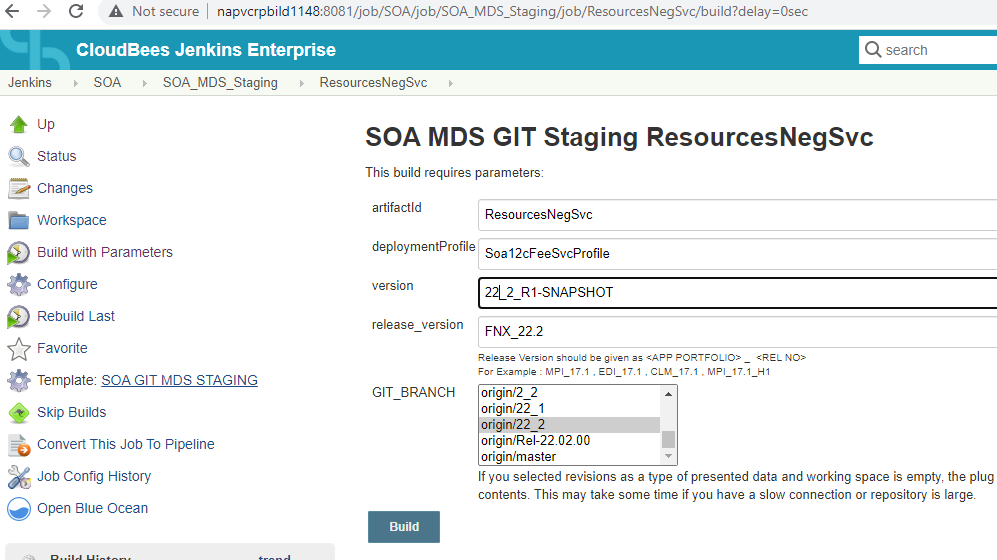 Not secure napvcrpbild1148:8081/job/SOA/job/SOA_MDS_Staging/job/ResourcesNegSvc/build?delay=0sec
CloudBees Jenkins Enterprise
search
Jenkins SOA SOA_MDS_Staging ResourcesNegSvc
Up
Status
Changes
Workspace
Build with Parameters
Configure
Rebuild Last
Favorite
Template: SOA GIT MDS STAGING
Skip Builds
Convert This Job To Pipeline
Job Config History
Open Blue Ocean
Build History trend
SOA MDS GIT Staging ResourcesNegSvc
This build requires parameters:
artifactId ResourcesNegSvc
deploymentProfile Soa12cFeeSvcProfile
version 22_2_R1-SNAPSHOT
release_version FNX_22.2
Release Version should be given as <APP PORTFOLIO> _ <REL NO>
For Example : MPI_17.1 , EDI_17.1 , CLM_17.1 , MPI_17.1_H1
GIT_BRANCH origin/2_2
origin/22_1
origin/22_2
origin/Rel-22.02.00
origin/master
If you selected revisions as a type of presented data and working space is empty, the plug
contents. This may take some time if you have a slow connection or repository is large.
Build